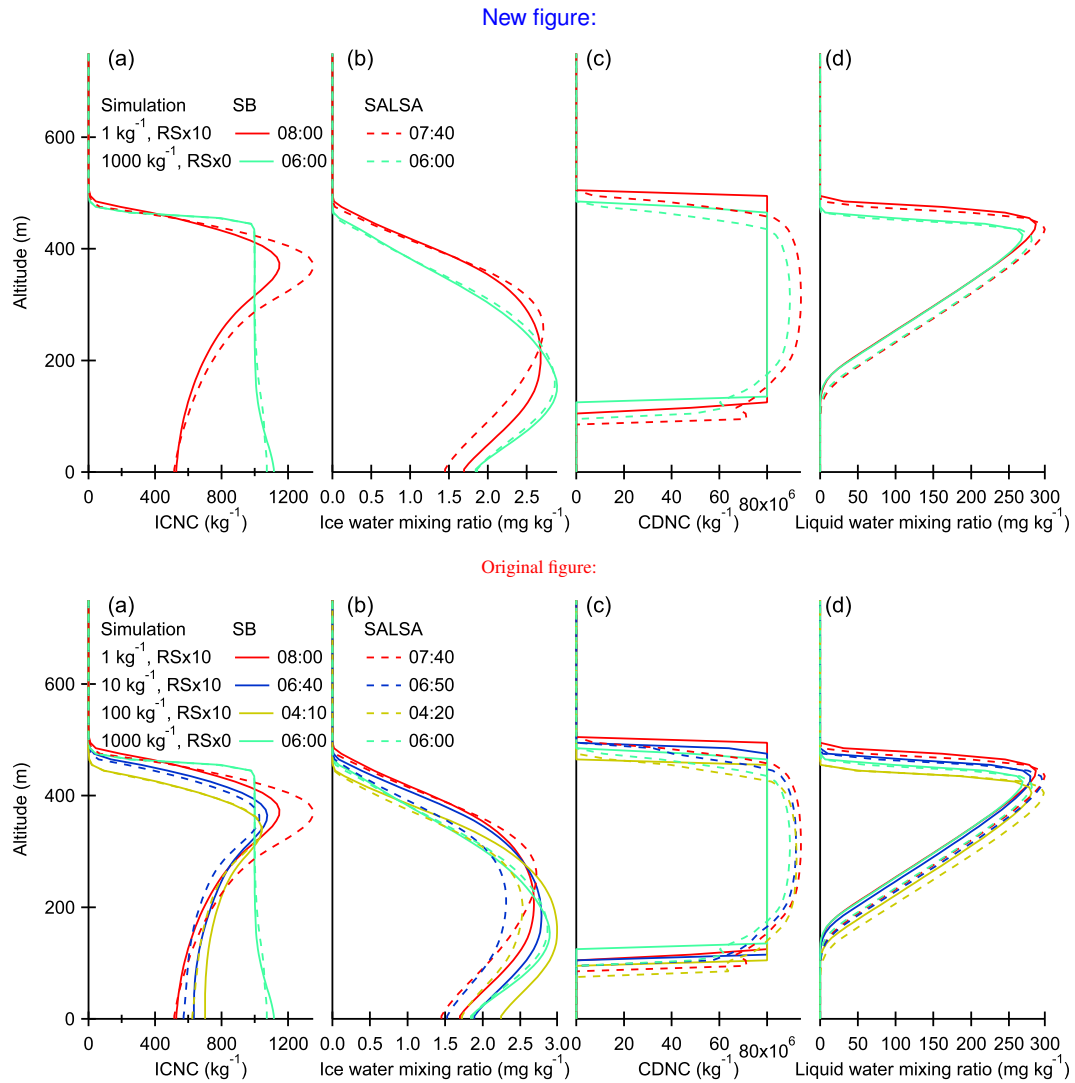 New figure:
(a) (b) (c) (d)
Simulation SB SALSA
1 kg⁻¹, RSx10 08:00 07:40
1000 kg⁻¹, RSx0 06:00 06:00
600
400
200
0
Altitude (m)
0 400 800 1200 0.0 0.5 1.0 1.5 2.0 2.5 0 20 40 60 80x10⁶ 0 50 100 150 200 250 300
ICNC (kg⁻¹) Ice water mixing ratio (mg kg⁻¹) CDNC (kg⁻¹) Liquid water mixing ratio (mg kg⁻¹)
Original figure:
(a) (b) (c) (d)
Simulation SB SALSA
1 kg⁻¹, RSx10 08:00 07:40
10 kg⁻¹, RSx10 06:40 06:50
100 kg⁻¹, RSx10 04:10 04:20
1000 kg⁻¹, RSx0 06:00 06:00
600
400
200
0
Altitude (m)
0 400 800 1200 0.0 0.5 1.0 1.5 2.0 2.5 3.0 0 20 40 60 80x10⁶ 0 50 100 150 200 250 300
ICNC (kg⁻¹) Ice water mixing ratio (mg kg⁻¹) CDNC (kg⁻¹) Liquid water mixing ratio (mg kg⁻¹)